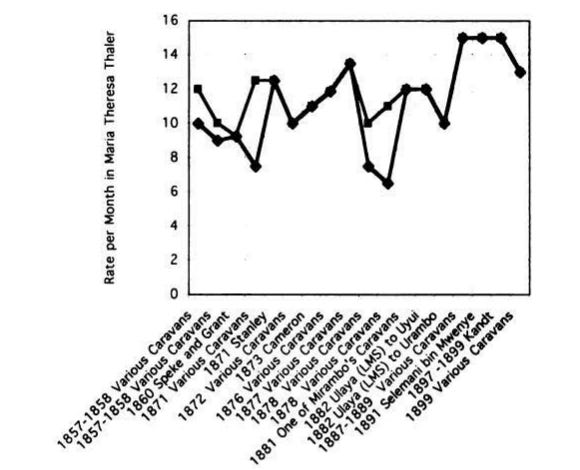 Rate per Month in Maria Theresa Thaler
16
14
12
10
8
6
4
2
0
1857-1858 Various Caravans
1857-1858 Various Caravans
1860 Speke and Grant
1871 Various Caravans
1871 Stanley
1872 Various Caravans
1873 Cameron
1876 Various Caravans
1877 Various Caravans
1878 Various Caravans
1878 Various Caravans
1881 One of Mirambo's Caravans
1882 Ulaya (LMS) to Uyui
1882 Ulaya (LMS) to Urambo
1887-1889 Various Caravans
1891 Selemani bin Mwenye
1897 -1899 Kandt
1899 Various Caravans